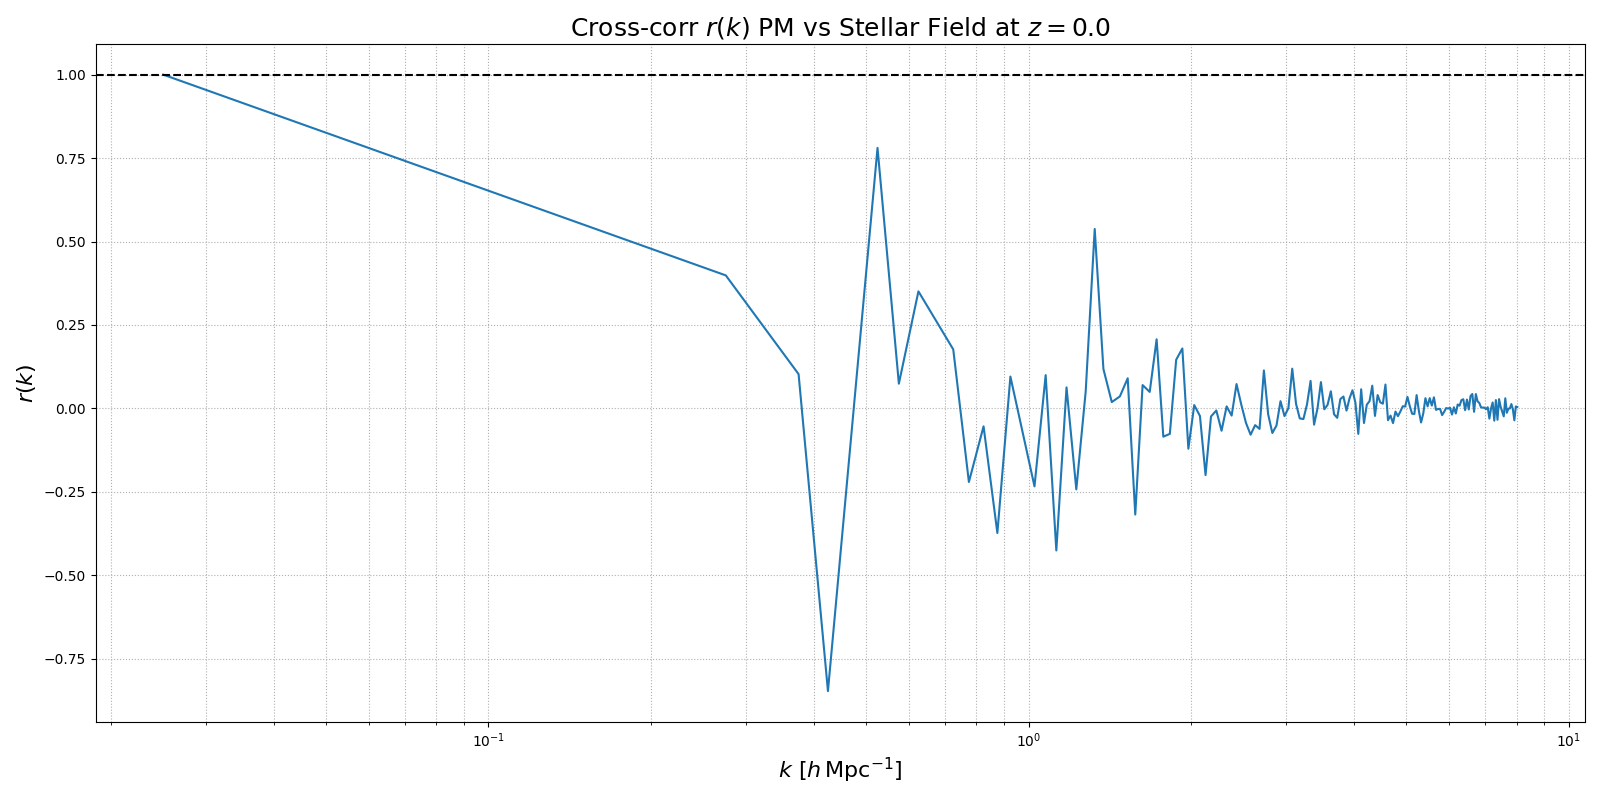 Cross-corr r(k) PM vs Stellar Field at z = 0.0
1.00
0.75
0.50
0.25
0.00
−0.25
−0.50
−0.75
r(k)
10⁻¹ 10⁰ 10¹
k [h Mpc⁻¹]